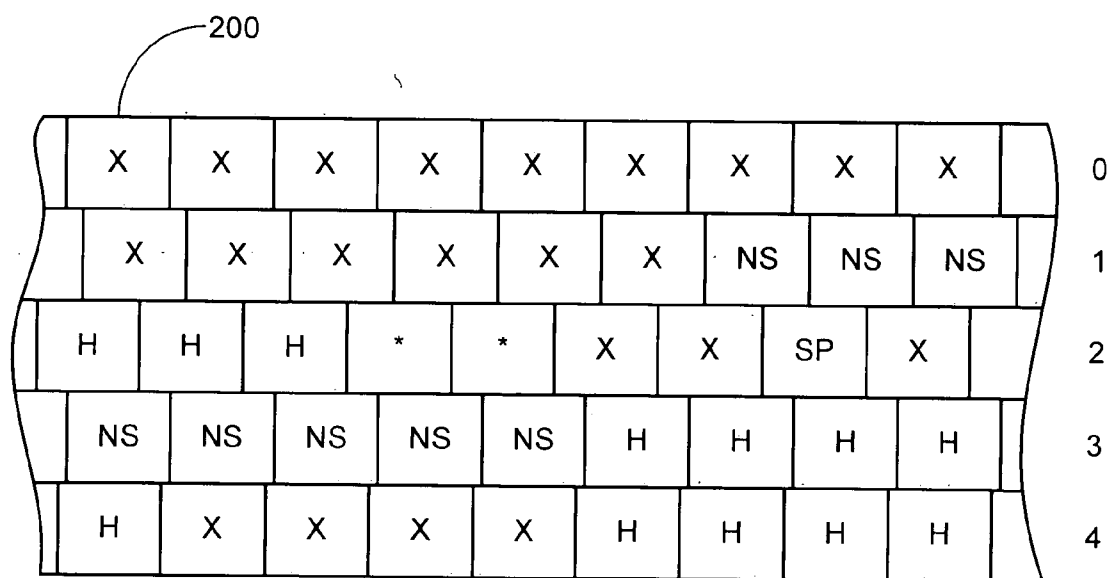 200
X X X X X X X X X 0
X X X X X X NS NS NS 1
H H H * * X X SP X 2
NS NS NS NS NS H H H H 3
H X X X X H H H H 4